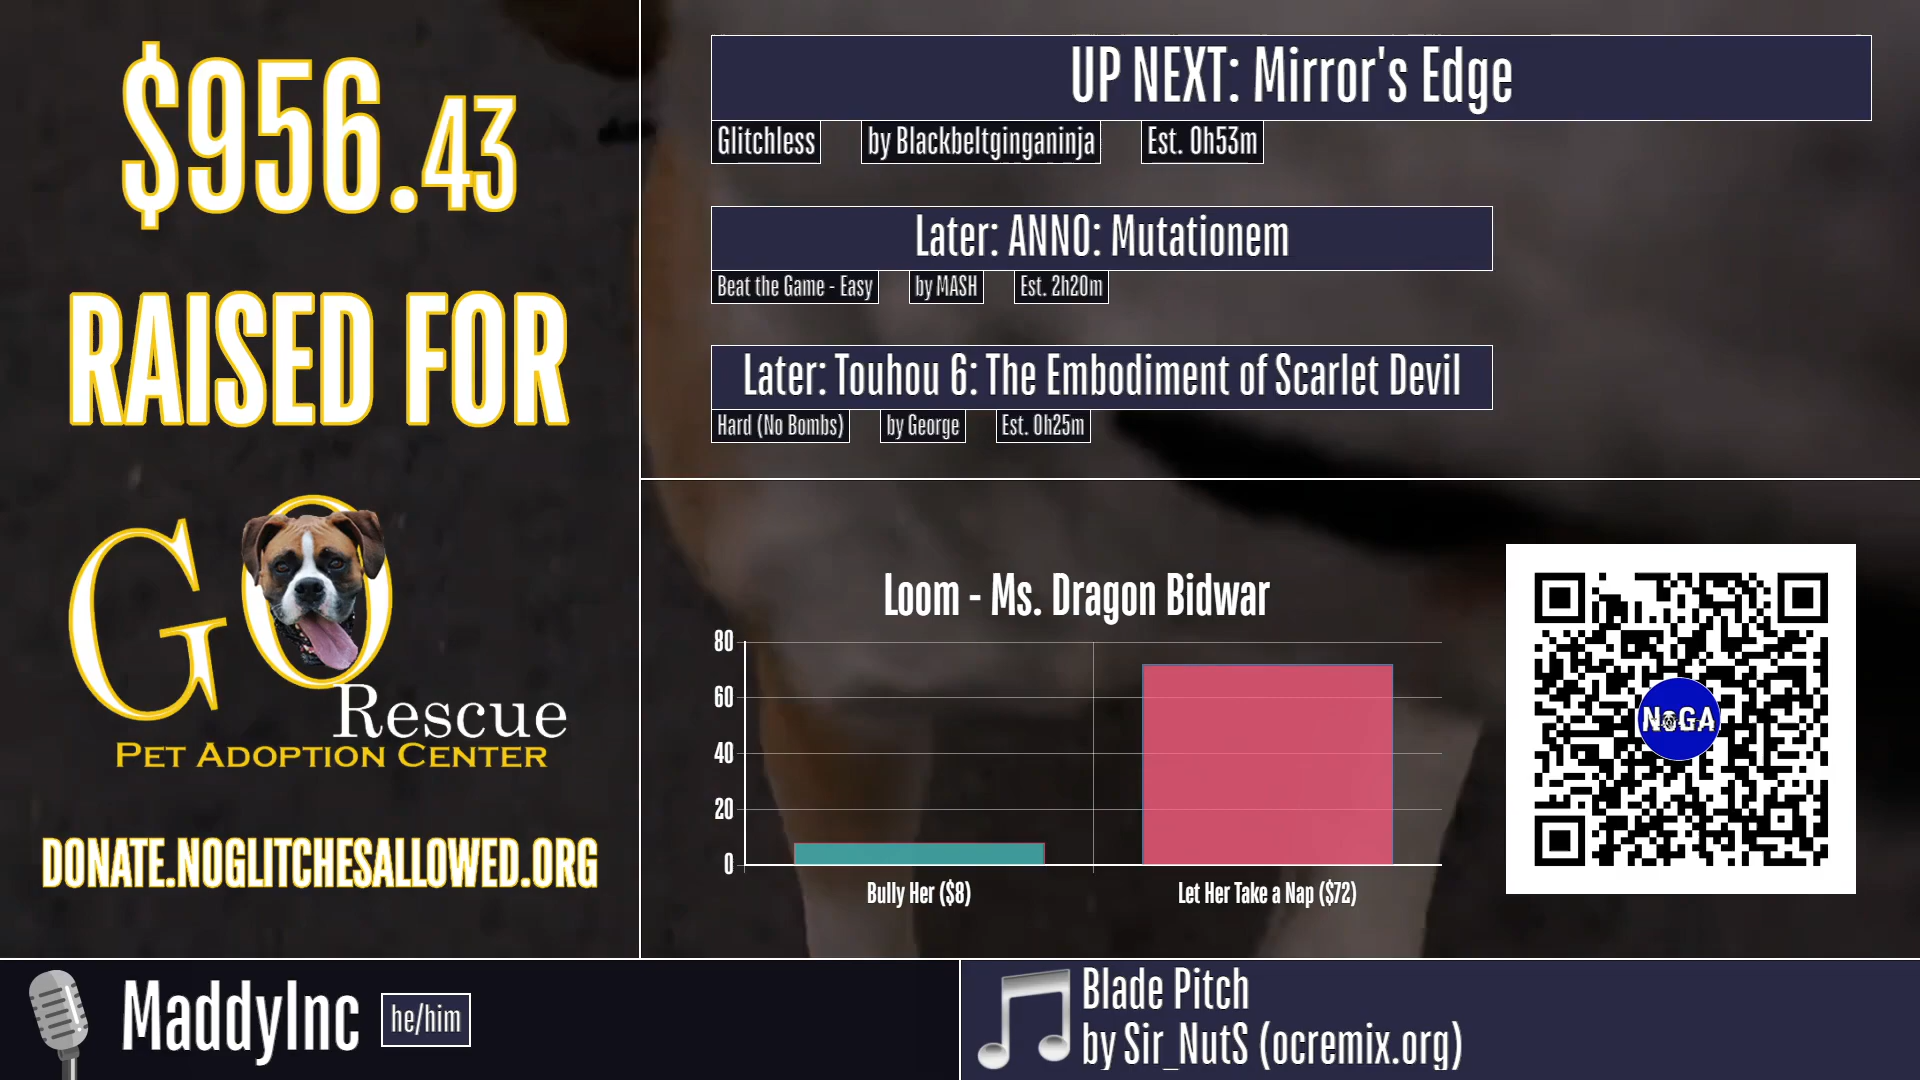 $956.43
RAISED FOR
GO
Rescue
PET ADOPTION CENTER
DONATE.NOGLITCHESALLOWED.ORG
UP NEXT: Mirror's Edge
Glitchless by Blackbeltginganinja Est. 0h53m
Later: ANNO: Mutationem
Beat the Game - Easy by MASH Est. 2h20m
Later: Touhou 6: The Embodiment of Scarlet Devil
Hard (No Bombs) by George Est. 0h25m
Loom - Ms. Dragon Bidwar
80
60
40
20
0
Bully Her ($8) Let Her Take a Nap ($72)
NGA
MaddyInc he/him
Blade Pitch
by Sir_NutS (ocremix.org)